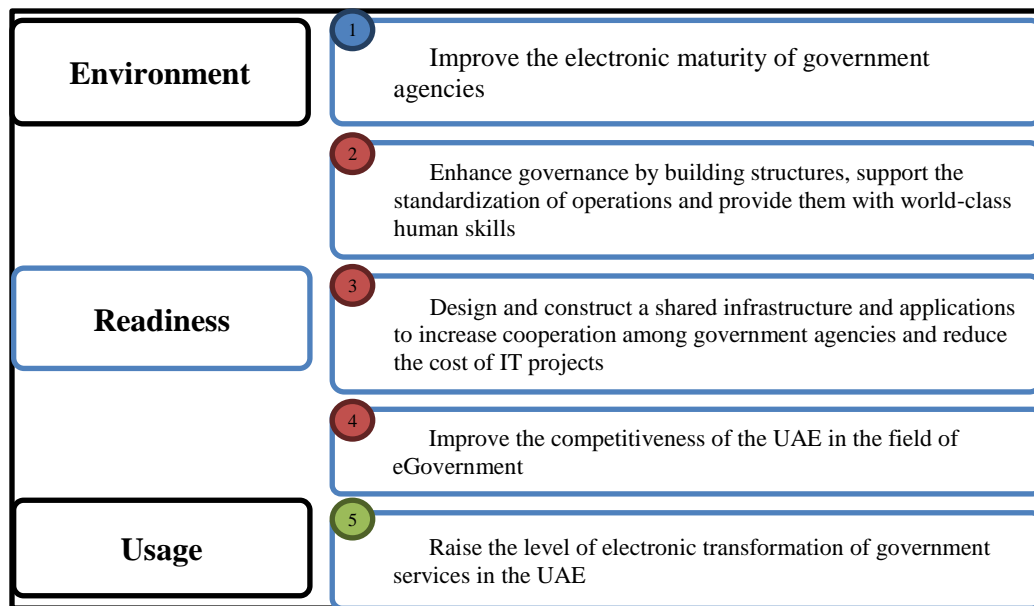 Environment
1
Improve the electronic maturity of government
agencies
2
Enhance governance by building structures, support the
standardization of operations and provide them with world-class
human skills
Readiness
3
Design and construct a shared infrastructure and applications
to increase cooperation among government agencies and reduce
the cost of IT projects
4
Improve the competitiveness of the UAE in the field of
eGovernment
Usage
5
Raise the level of electronic transformation of government
services in the UAE